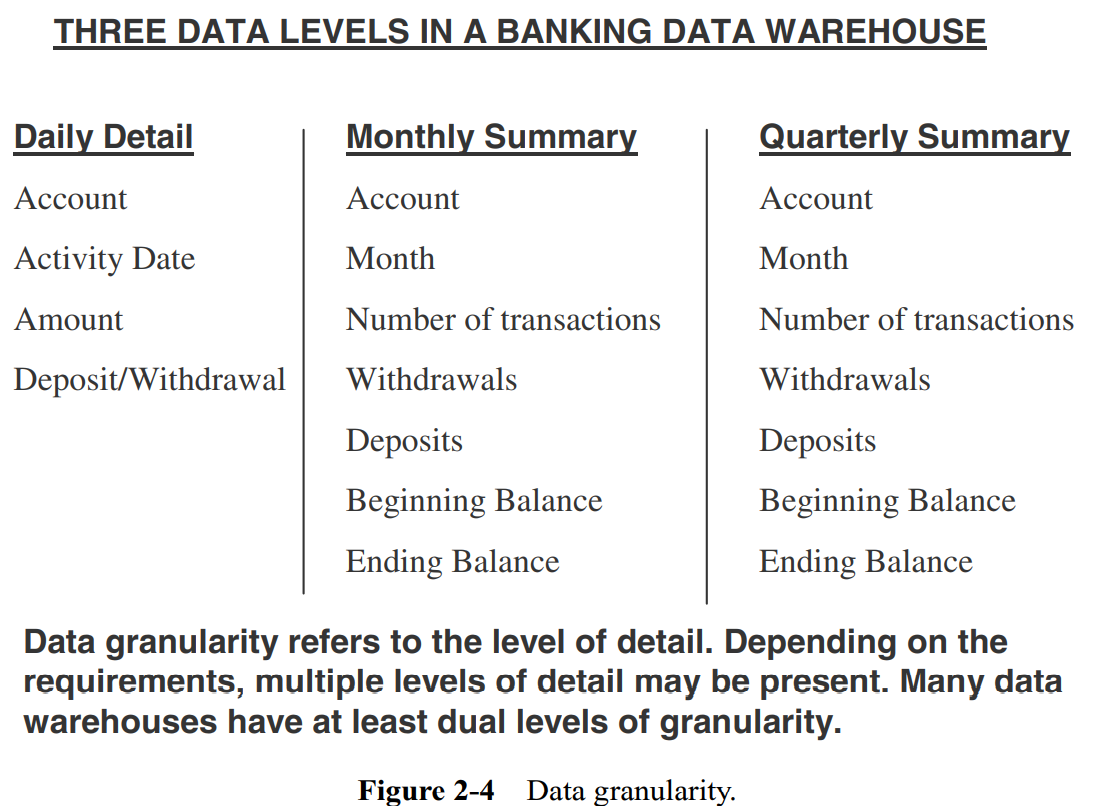 THREE DATA LEVELS IN A BANKING DATA WAREHOUSE
Daily Detail
Account
Activity Date
Amount
Deposit/Withdrawal
Monthly Summary
Account
Month
Number of transactions
Withdrawals
Deposits
Beginning Balance
Ending Balance
Quarterly Summary
Account
Month
Number of transactions
Withdrawals
Deposits
Beginning Balance
Ending Balance
Data granularity refers to the level of detail. Depending on the
requirements, multiple levels of detail may be present. Many data
warehouses have at least dual levels of granularity.
Figure 2-4 Data granularity.